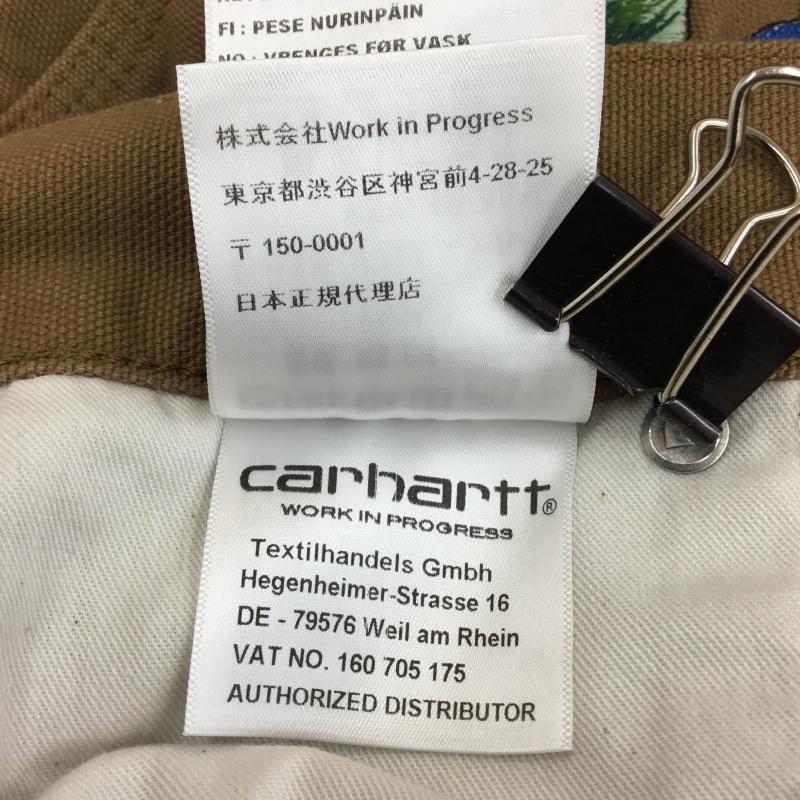 FI : PESE NURINPÄIN
NO : VRENGES FØR VASK
株式会社Work in Progress
東京都渋谷区神宮前4-28-25
〒 150-0001
日本正規代理店
carhartt®
WORK IN PROGRESS
Textilhandels Gmbh
Hegenheimer-Strasse 16
DE - 79576 Weil am Rhein
VAT NO. 160 705 175
AUTHORIZED DISTRIBUTOR